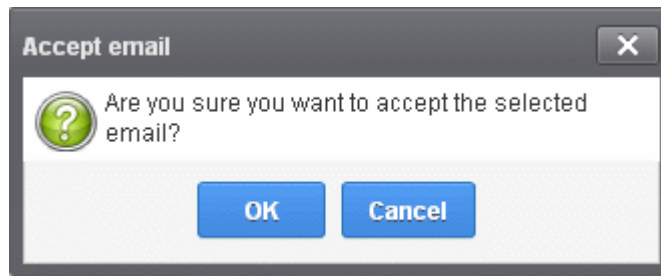 Accept email
Are you sure you want to accept the selected
email?
OK
Cancel